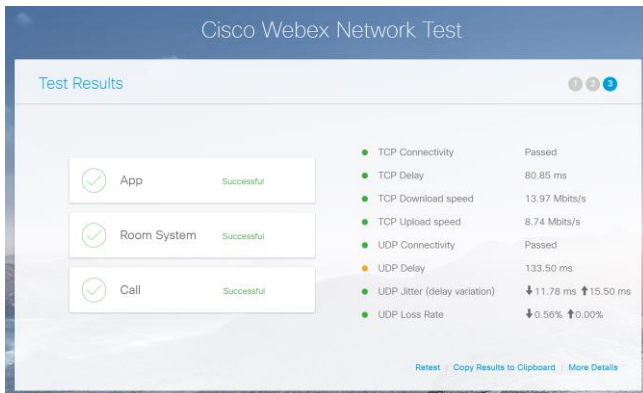 Cisco Webex Network Test
Test Results
1 2 3
App Successful
Room System Successful
Call Successful
TCP Connectivity Passed
TCP Delay 80.85 ms
TCP Download speed 13.97 Mbits/s
TCP Upload speed 8.74 Mbits/s
UDP Connectivity Passed
UDP Delay 133.50 ms
UDP Jitter (delay variation) ⬇11.78 ms ⬆15.50 ms
UDP Loss Rate ⬇0.56% ⬆0.00%
Retest | Copy Results to Clipboard | More Details